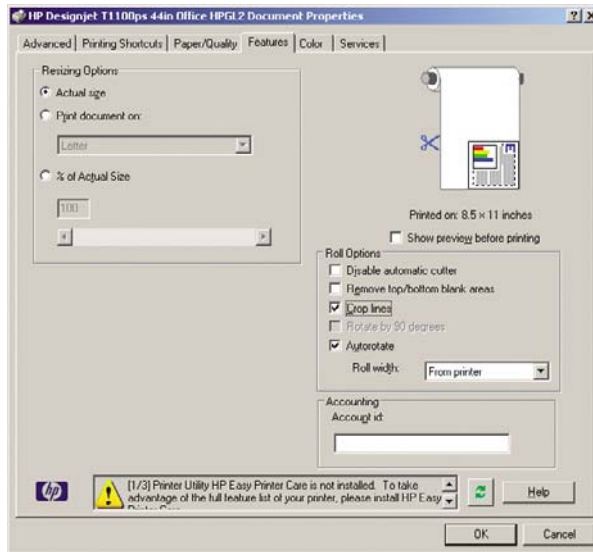 HP Designjet T1100ps 44in Office HPGL2 Document Properties
Advanced Printing Shortcuts Paper/Quality Features Color Services
Resizing Options
Actual size
Print document on:
Letter
% of Actual Size
100
Printed on: 8.5 × 11 inches
Show preview before printing
Roll Options
Disable automatic cutter
Remove top/bottom blank areas
Crop lines
Rotate by 90 degrees
Autorotate
Roll width: From printer
Accounting
Account id:
hp
[1/3] Printer Utility HP Easy Printer Care is not installed. To take
advantage of the full feature list of your printer, please install HP Easy
Help
OK Cancel